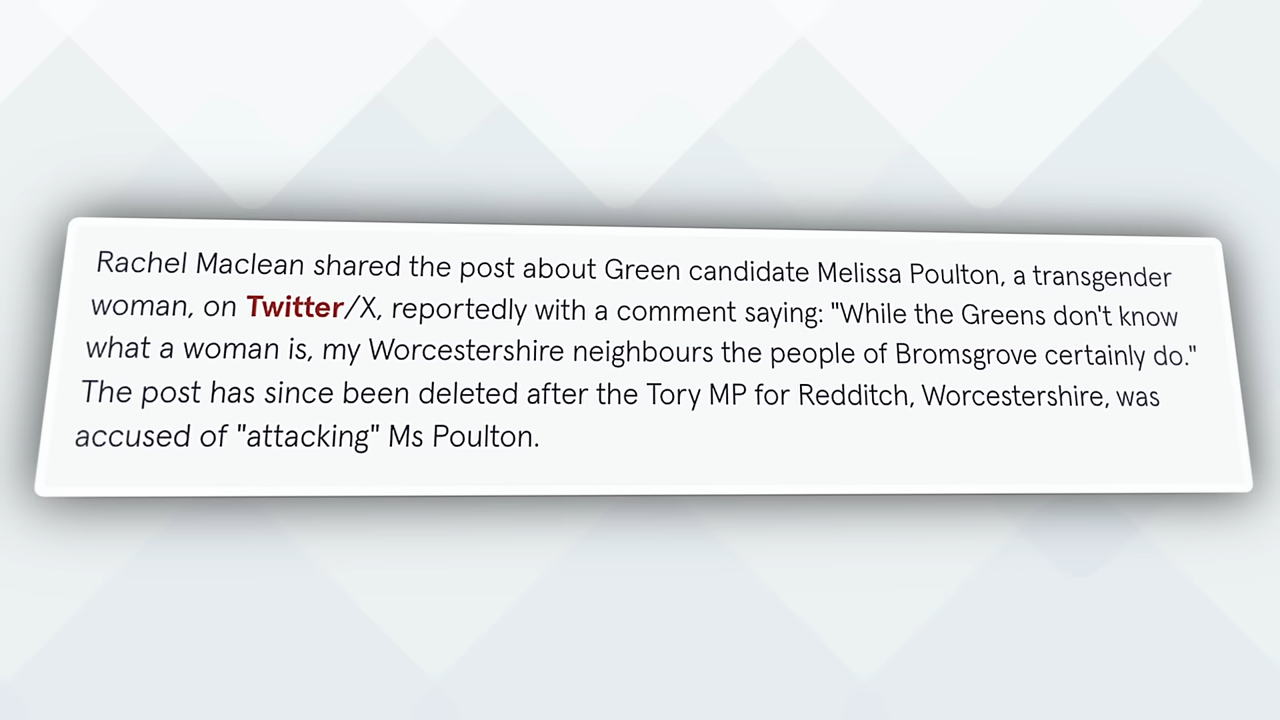 Rachel Maclean shared the post about Green candidate Melissa Poulton, a transgender
woman, on Twitter/X, reportedly with a comment saying: "While the Greens don't know
what a woman is, my Worcestershire neighbours the people of Bromsgrove certainly do."
The post has since been deleted after the Tory MP for Redditch, Worcestershire, was
accused of "attacking" Ms Poulton.